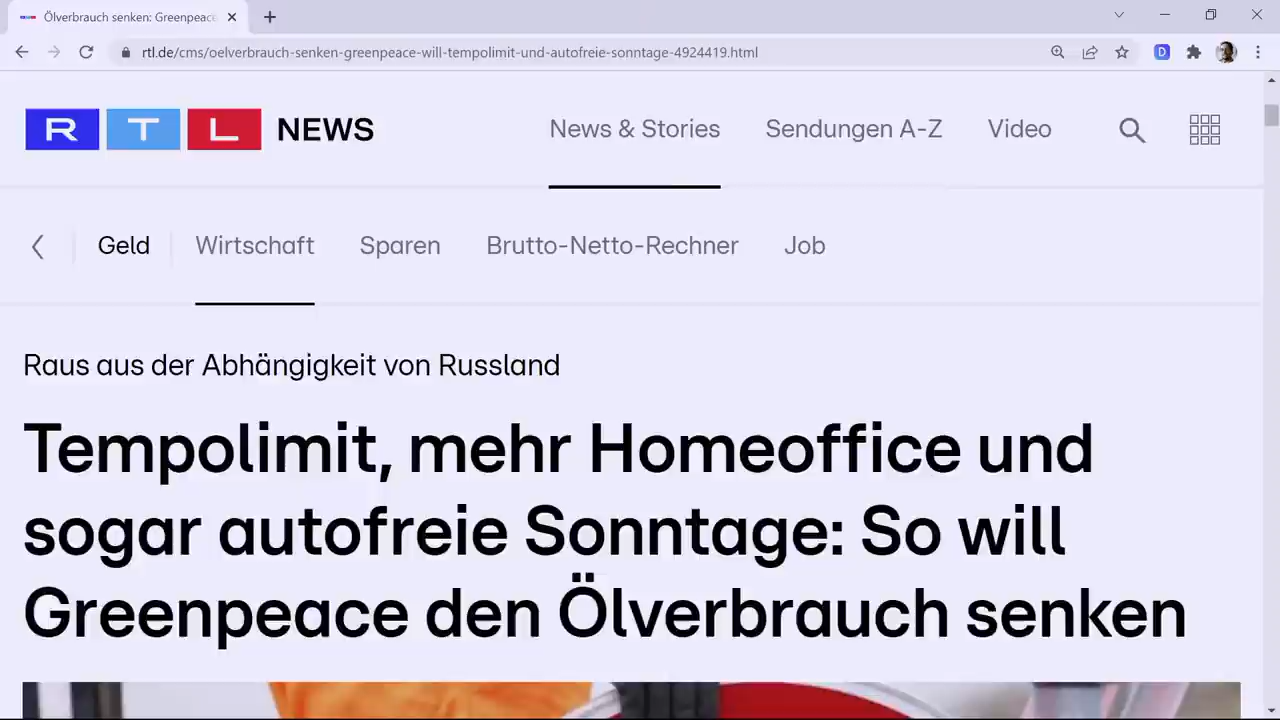 Ölverbrauch senken: Greenpeace
rtl.de/cms/oelverbrauch-senken-greenpeace-will-tempolimit-und-autofreie-sonntage-4924419.html
D
RTL NEWS
News & Stories
Sendungen A-Z
Video
Geld
Wirtschaft
Sparen
Brutto-Netto-Rechner
Job
Raus aus der Abhängigkeit von Russland
Tempolimit, mehr Homeoffice und
sogar autofreie Sonntage: So will
Greenpeace den Ölverbrauch senken